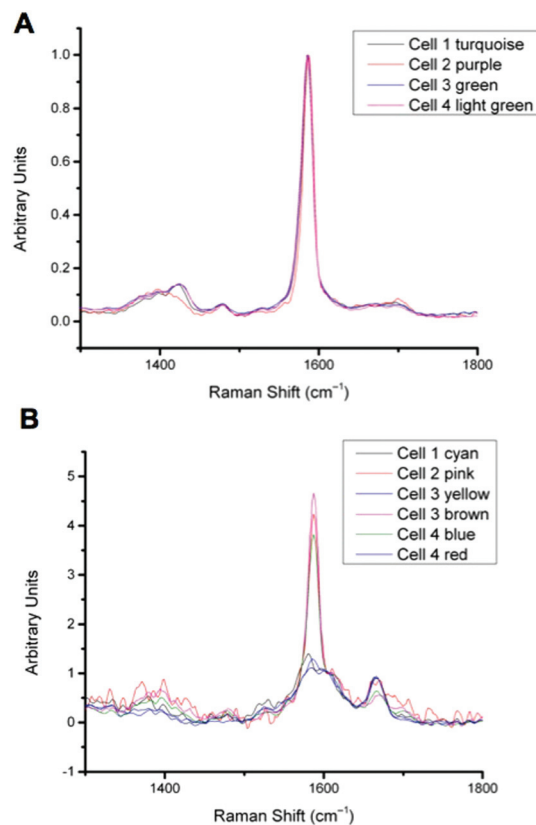 A
Cell 1 turquoise
Cell 2 purple
Cell 3 green
Cell 4 light green
1.0
0.8
0.6
0.4
0.2
0.0
Arbitrary Units
1400 1600 1800
Raman Shift (cm⁻¹)
B
Cell 1 cyan
Cell 2 pink
Cell 3 yellow
Cell 3 brown
Cell 4 blue
Cell 4 red
5
4
3
2
1
0
-1
Arbitrary Units
1400 1600 1800
Raman Shift (cm⁻¹)